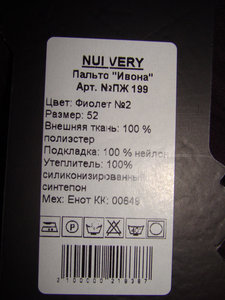 NUI VERY
Пальто "Ивона"
Арт. №ПЖ 199
Цвет: Фиолет №2
Размер: 52
Внешняя ткань: 100 %
полиэстер
Подкладка: 100 % нейлон
Утеплитель: 100%
силиконизированный
синтепон
Мех: Енот КК: 00649